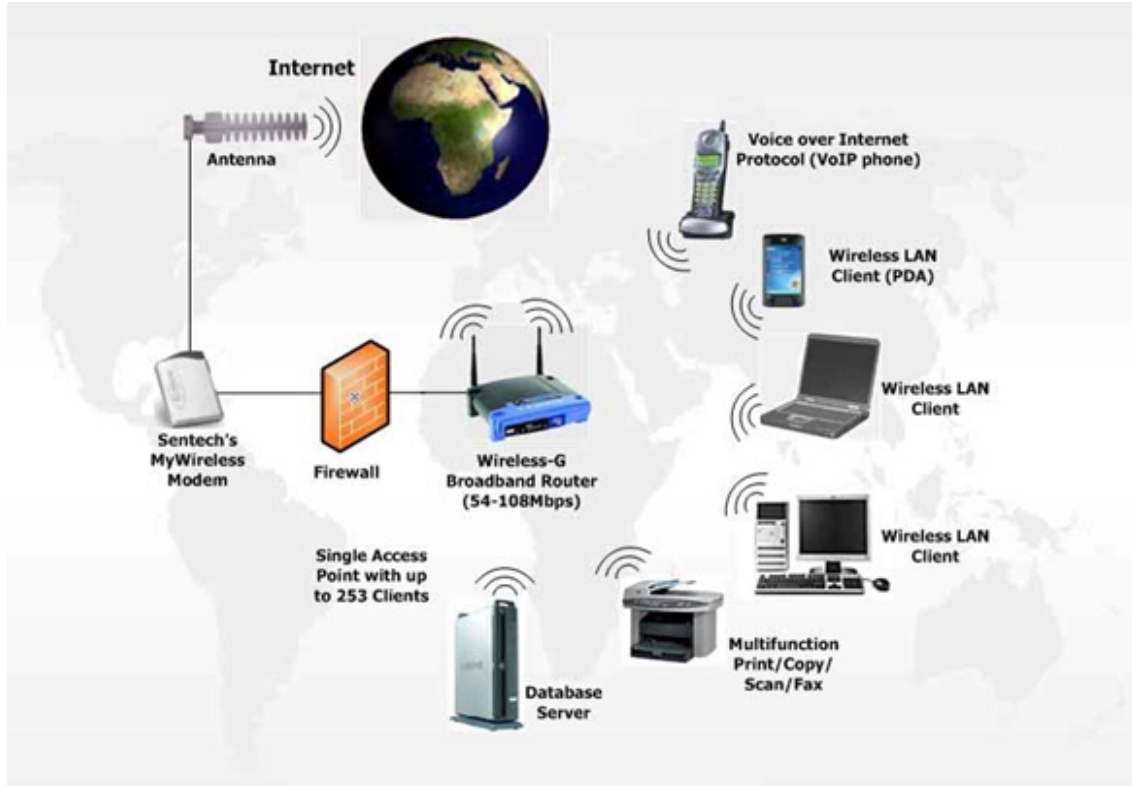 Internet
Antenna
Voice over Internet
Protocol (VoIP phone)
Wireless LAN
Client (PDA)
Wireless LAN
Client
Sentech's
MyWireless
Modem
Firewall
Wireless-G
Broadband Router
(54-108Mbps)
Wireless LAN
Client
Single Access
Point with up
to 253 Clients
Multifunction
Print/Copy/
Scan/Fax
Database
Server